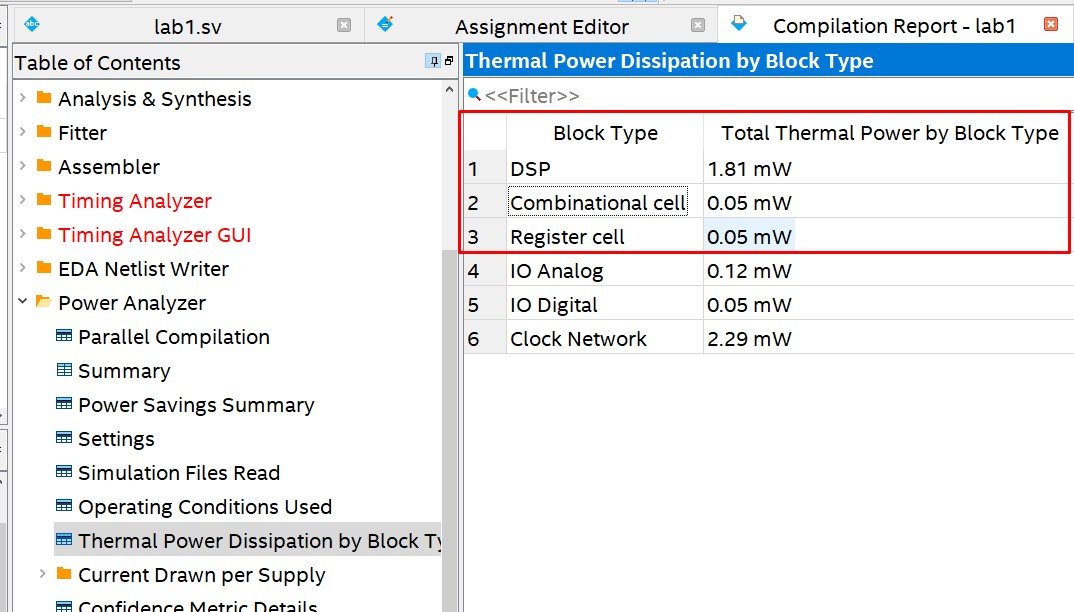 lab1.sv
Assignment Editor
Compilation Report - lab1
Table of Contents
Analysis & Synthesis
Fitter
Assembler
Timing Analyzer
Timing Analyzer GUI
EDA Netlist Writer
Power Analyzer
Parallel Compilation
Summary
Power Savings Summary
Settings
Simulation Files Read
Operating Conditions Used
Thermal Power Dissipation by Block Ty
Current Drawn per Supply
Confidence Metric Details
Thermal Power Dissipation by Block Type
<<Filter>>
Block Type Total Thermal Power by Block Type
1 DSP 1.81 mW
2 Combinational cell 0.05 mW
3 Register cell 0.05 mW
4 IO Analog 0.12 mW
5 IO Digital 0.05 mW
6 Clock Network 2.29 mW